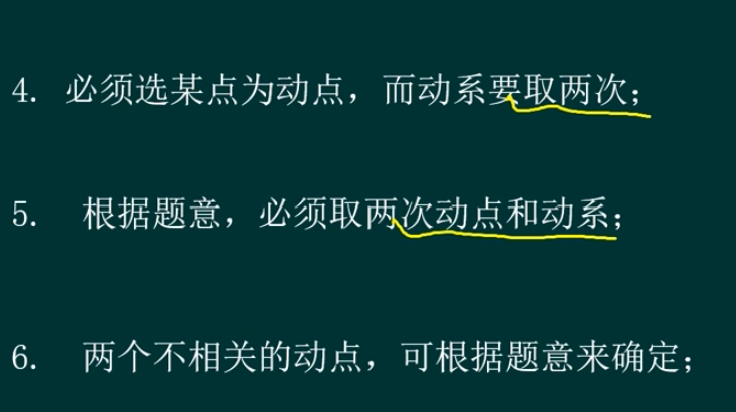 4. 必须选某点为动点，而动系要取两次；
5. 根据题意，必须取两次动点和动系；
6. 两个不相关的动点，可根据题意来确定；